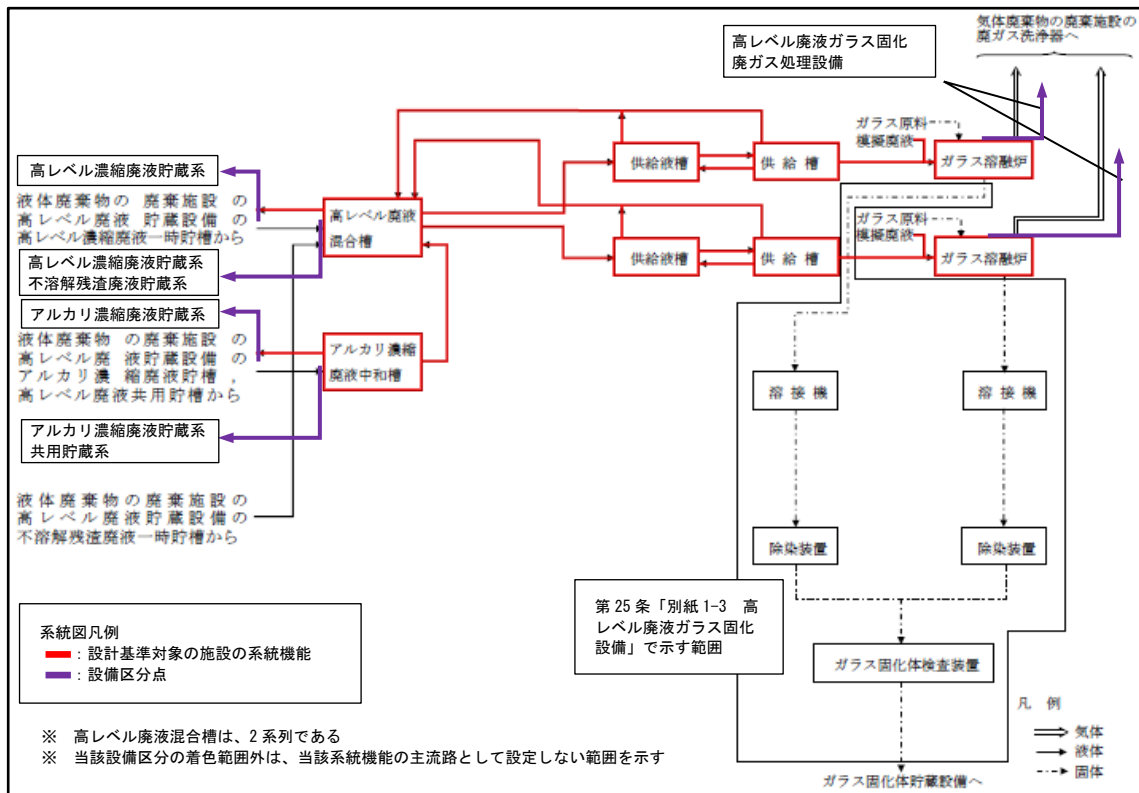 気体廃棄物の廃棄施設の
廃ガス洗浄器へ
高レベル廃液ガラス固化
廃ガス処理設備
ガラス原料
模擬廃液
供給液槽
供給槽
ガラス溶融炉
高レベル濃縮廃液貯蔵系
液体廃棄物の 廃棄施設 の
高レベル廃液 貯蔵設備 の
高レベル濃縮廃液一時貯槽から
高レベル廃液
混合槽
ガラス原料
模擬廃液
供給液槽
供給槽
ガラス溶融炉
高レベル濃縮廃液貯蔵系
不溶解残渣廃液貯蔵系
アルカリ濃縮廃液貯蔵系
液体廃棄物 の 廃棄施設 の
高レベル廃 液貯蔵設備 の
アルカリ濃 縮廃液貯槽 ,
高レベル廃液共用貯槽から
アルカリ濃縮
廃液中和槽
アルカリ濃縮廃液貯蔵系
共用貯蔵系
液体廃棄物の廃棄施設の
高レベル廃液貯蔵設備の
不溶解残渣廃液一時貯槽から
溶接機
溶接機
除染装置
除染装置
第25条「別紙1-3 高
レベル廃液ガラス固化
設備」で示す範囲
ガラス固化体検査装置
ガラス固化体貯蔵設備へ
系統図凡例
:設計基準対象の施設の系統機能
:設備区分点
※ 高レベル廃液混合槽は、2系列である
※ 当該設備区分の着色範囲外は、当該系統機能の主流路として設定しない範囲を示す
凡 例
気体
液体
固体